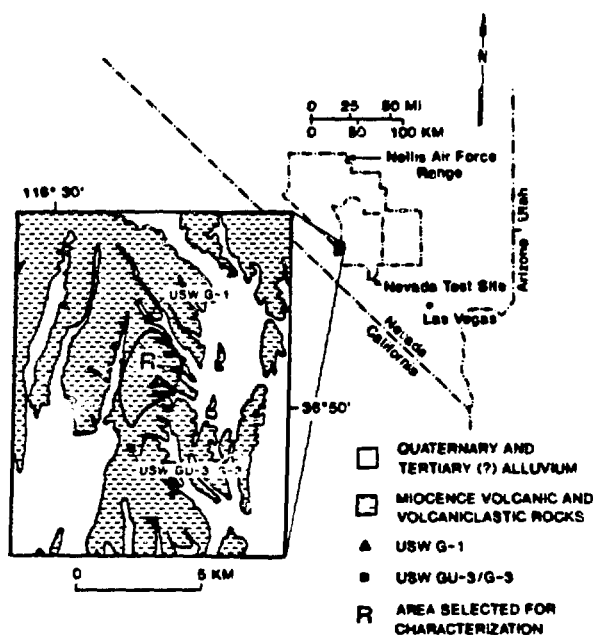 N
0 25 50 MI
0 50 100 KM
Nellis Air Force
Range
116° 30'
Utah
Arizona
USW G-1
Nevada Test Site
Las Vegas
Nevada
California
R
36°50'
USW GU-3 G-3
QUATERNARY AND
TERTIARY (?) ALLUVIUM
MIOCENCE VOLCANIC AND
VOLCANICLASTIC ROCKS
USW G-1
USW GU-3/G-3
R AREA SELECTED FOR
CHARACTERIZATION
0 5 KM